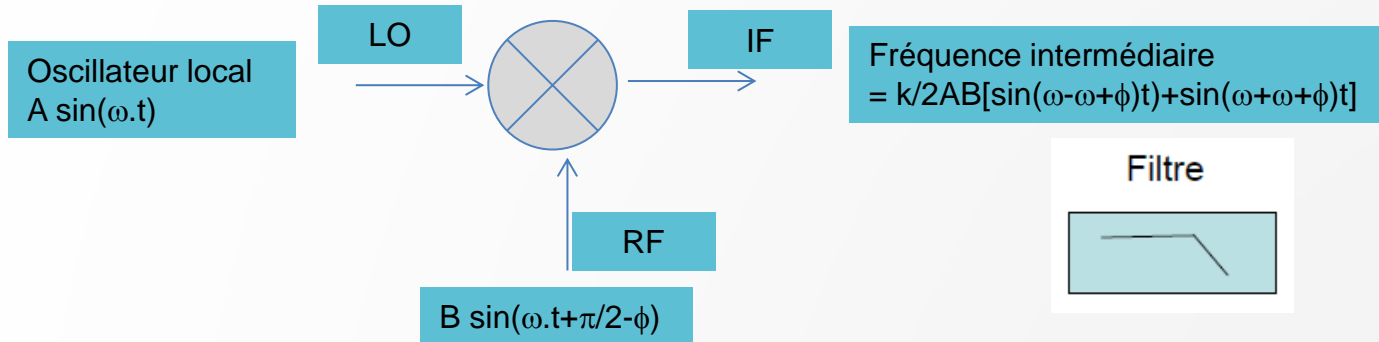 LO
IF
Oscillateur local
A sin(ω.t)
Fréquence intermédiaire
= k/2AB[sin(ω-ω+ϕ)t)+sin(ω+ω+ϕ)t]
Filtre
RF
B sin(ω.t+π/2-ϕ)